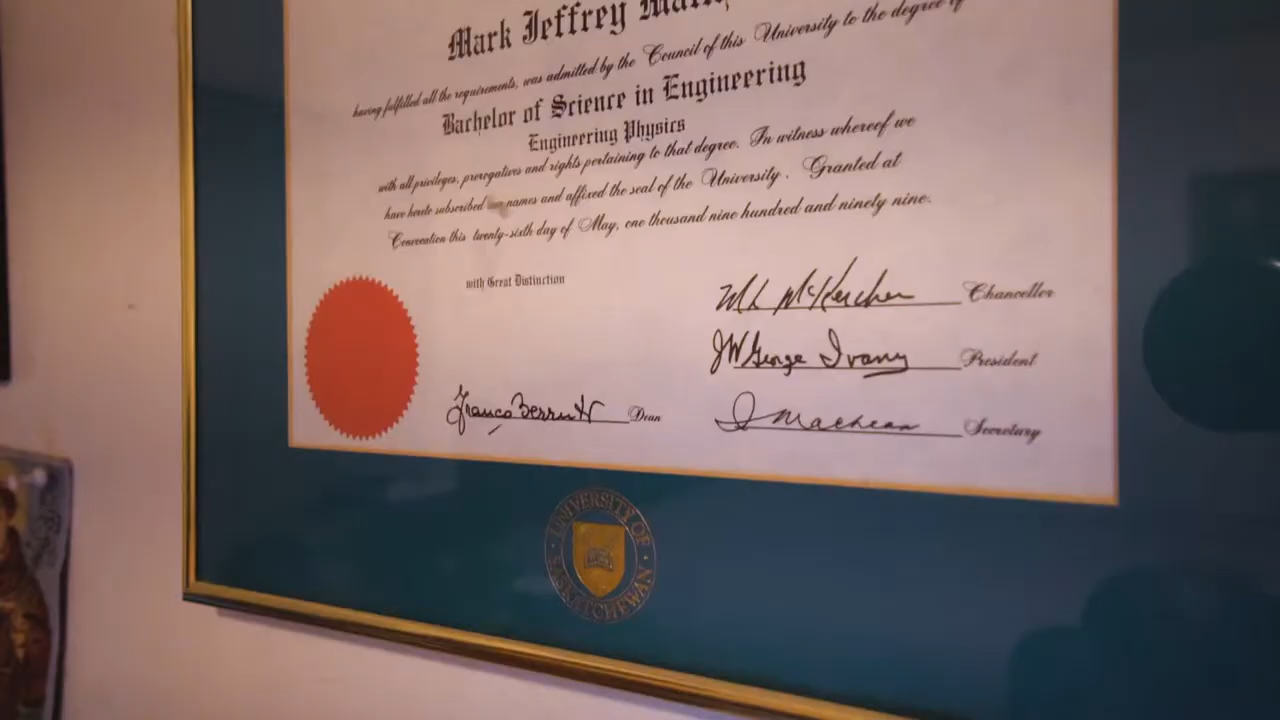 Mark Jeffrey
having fulfilled all the requirements, was admitted by the Council of this University to the degree of
Bachelor of Science in Engineering
Engineering Physics
with all privileges, prerogatives and rights pertaining to that degree. In witness whereof we
have hereto subscribed our names and affixed the seal of the University. Granted at
Convocation this twenty-sixth day of May, one thousand nine hundred and ninety nine.
with Great Distinction
Chancellor
JW George Ivany President
Dean
Secretary
UNIVERSITY OF
SASKATCHEWAN